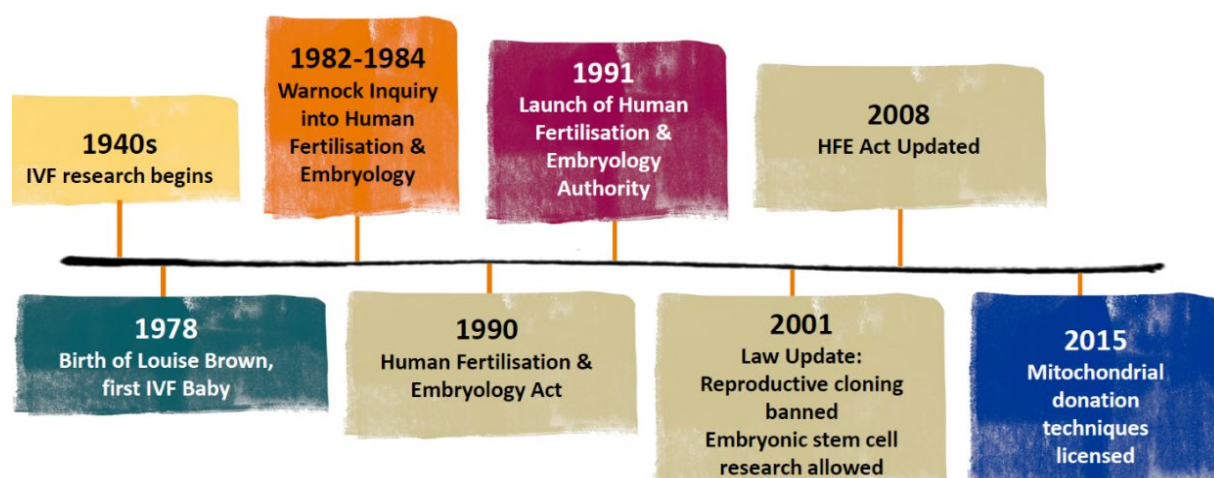 1940s
IVF research begins
1978
Birth of Louise Brown,
first IVF Baby
1982-1984
Warnock Inquiry
into Human
Fertilisation &
Embryology
1990
Human Fertilisation &
Embryology Act
1991
Launch of Human
Fertilisation &
Embryology
Authority
2001
Law Update:
Reproductive cloning
banned
Embryonic stem cell
research allowed
2008
HFE Act Updated
2015
Mitochondrial
donation
techniques
licensed